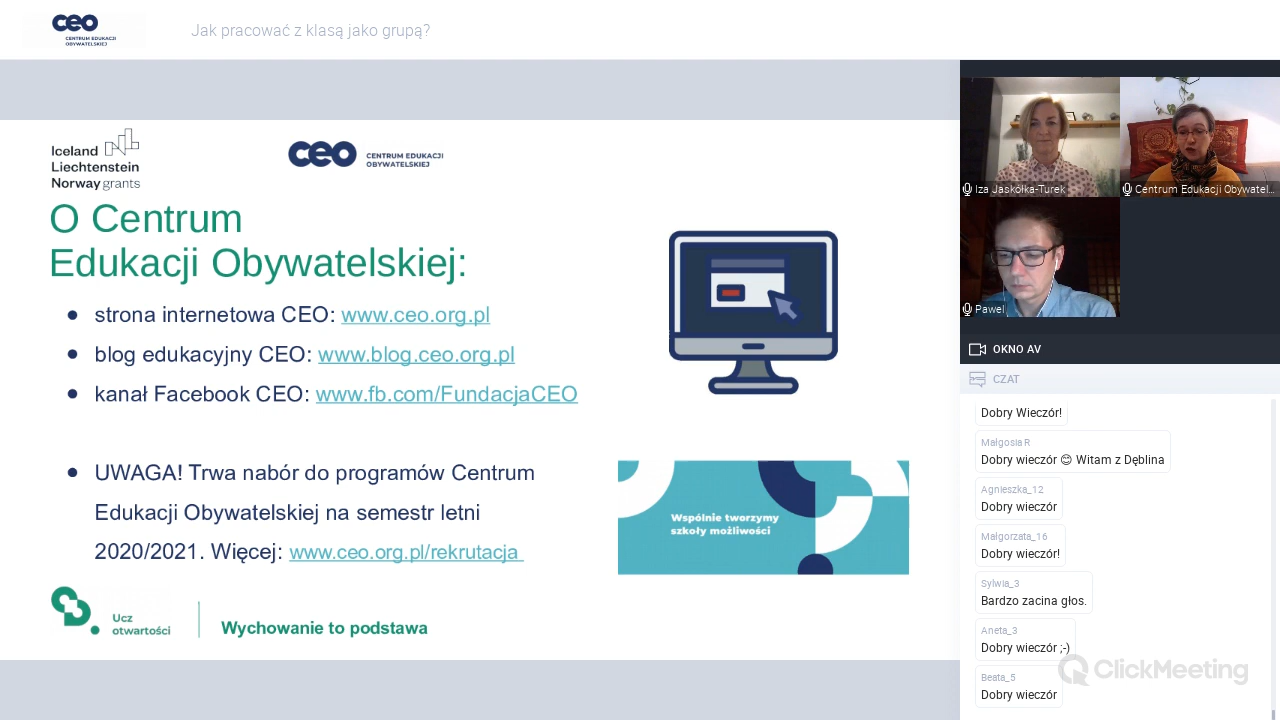 ceo
CENTRUM EDUKACJI
OBYWATELSKIEJ
Jak pracować z klasą jako grupą?
Iceland
Liechtenstein
Norway grants
ceo
CENTRUM EDUKACJI
OBYWATELSKIEJ
O Centrum
Edukacji Obywatelskiej:
● strona internetowa CEO: www.ceo.org.pl
● blog edukacyjny CEO: www.blog.ceo.org.pl
● kanał Facebook CEO: www.fb.com/FundacjaCEO
● UWAGA! Trwa nabór do programów Centrum
Edukacji Obywatelskiej na semestr letni
2020/2021. Więcej: www.ceo.org.pl/rekrutacja
Wspólnie tworzymy
szkoły możliwości
Ucz
otwartości
Wychowanie to podstawa
Iza Jaskółka-Turek
Centrum Edukacji Obywatel...
Pawel
OKNO AV
CZAT
Dobry Wieczór!
Małgosia R
Dobry wieczór 😊 Witam z Dęblina
Agnieszka_12
Dobry wieczór
Małgorzata_16
Dobry wieczór!
Sylwia_3
Bardzo zacina głos.
Aneta_3
Dobry wieczór ;-)
Beata_5
Dobry wieczór
ClickMeeting